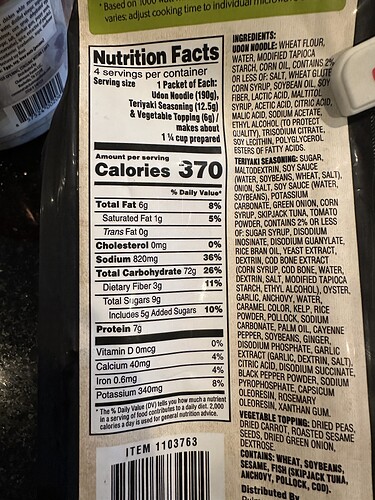 *Based on 1000
varies: adjust cooking time to individual
Nutrition Facts
4 servings per container
Serving size 1 Packet of Each:
Udon Noodle (190g),
Teriyaki Seasoning (12.5g)
& Vegetable Topping (6g) /
makes about
1 ¼ cup prepared
Amount per serving
Calories 370
% Daily Value*
Total Fat 6g 8%
Saturated Fat 1g 5%
Trans Fat 0g
Cholesterol 0mg 0%
Sodium 820mg 36%
Total Carbohydrate 72g 26%
Dietary Fiber 3g 11%
Total Sugars 9g
Includes 5g Added Sugars 10%
Protein 7g
Vitamin D 0mcg 0%
Calcium 40mg 4%
Iron 0.6mg 4%
Potassium 340mg 8%
* The % Daily Value (DV) tells you how much a nutrient
in a serving of food contributes to a daily diet. 2,000
calories a day is used for general nutrition advice.
ITEM 1103763
INGREDIENTS:
UDON NOODLE: WHEAT FLOUR,
WATER, MODIFIED TAPIOCA
STARCH, CORN OIL, CONTAINS 2%
OR LESS OF: SALT, WHEAT GLUTE
CORN SYRUP, SOYBEAN OIL, SOY
FIBER, LACTIC ACID, MALTITOL
SYRUP, ACETIC ACID, CITRIC ACID,
MALIC ACID, SODIUM ACETATE,
ETHYL ALCOHOL (TO PROTECT
QUALITY), TRISODIUM CITRATE,
SOY LECITHIN, POLYGLYCEROL
ESTERS OF FATTY ACIDS.
TERIYAKI SEASONING: SUGAR,
MALTODEXTRIN, SOY SAUCE
(WATER, SOYBEANS, WHEAT, SALT),
ONION, SALT, SOY SAUCE (WATER,
SOYBEANS), POTASSIUM
CARBONATE, GREEN ONION, CORN
SYRUP, SKIPJACK TUNA, TOMATO
POWDER, CONTAINS 2% OR LESS
OF: SUGAR SYRUP, DISODIUM
INOSINATE, DISODIUM GUANYLATE,
RICE BRAN OIL, YEAST EXTRACT,
DEXTRIN, COD BONE EXTRACT
(CORN SYRUP, COD BONE, WATER,
DEXTRIN, SALT, MODIFIED TAPIOCA
STARCH, ETHYL ALCOHOL), OYSTER,
GARLIC, ANCHOVY, WATER,
CARAMEL COLOR, KELP, RICE
POWDER, POLLOCK, SODIUM
CARBONATE, PALM OIL, CAYENNE
PEPPER, SOYBEANS, GINGER,
DISODIUM PHOSPHATE, GARLIC
EXTRACT (GARLIC, DEXTRIN, SALT),
CITRIC ACID, DISODIUM SUCCINATE,
BLACK PEPPER POWDER, SODIUM
PYROPHOSPHATE, CAPSICUM
OLEORESIN, ROSEMARY
OLEORESIN, XANTHAN GUM.
VEGETABLE TOPPING: DRIED PEAS,
DRIED CARROT, ROASTED SESAME
SEEDS, DRIED GREEN ONION,
DEXTROSE.
CONTAINS: WHEAT, SOYBEANS,
SESAME, FISH (SKIPJACK TUNA,
ANCHOVY, POLLOCK, COD).
Distributed